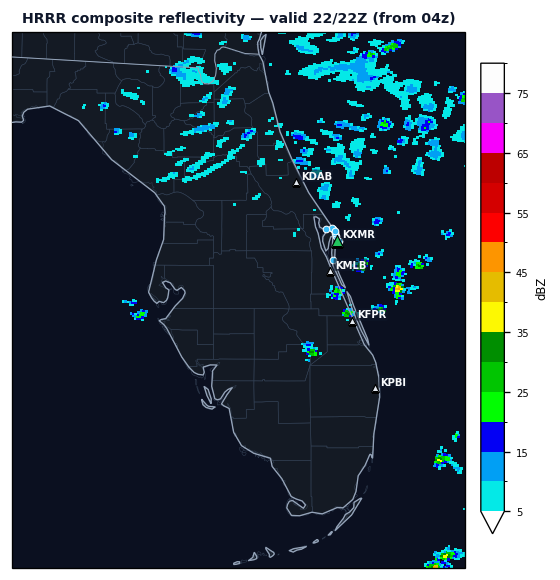 HRRR composite reflectivity — valid 22/22Z (from 04z)
KDAB
KXMR
KMLB
KFPR
KPBI
75
65
55
45
35
25
15
5
dBZ